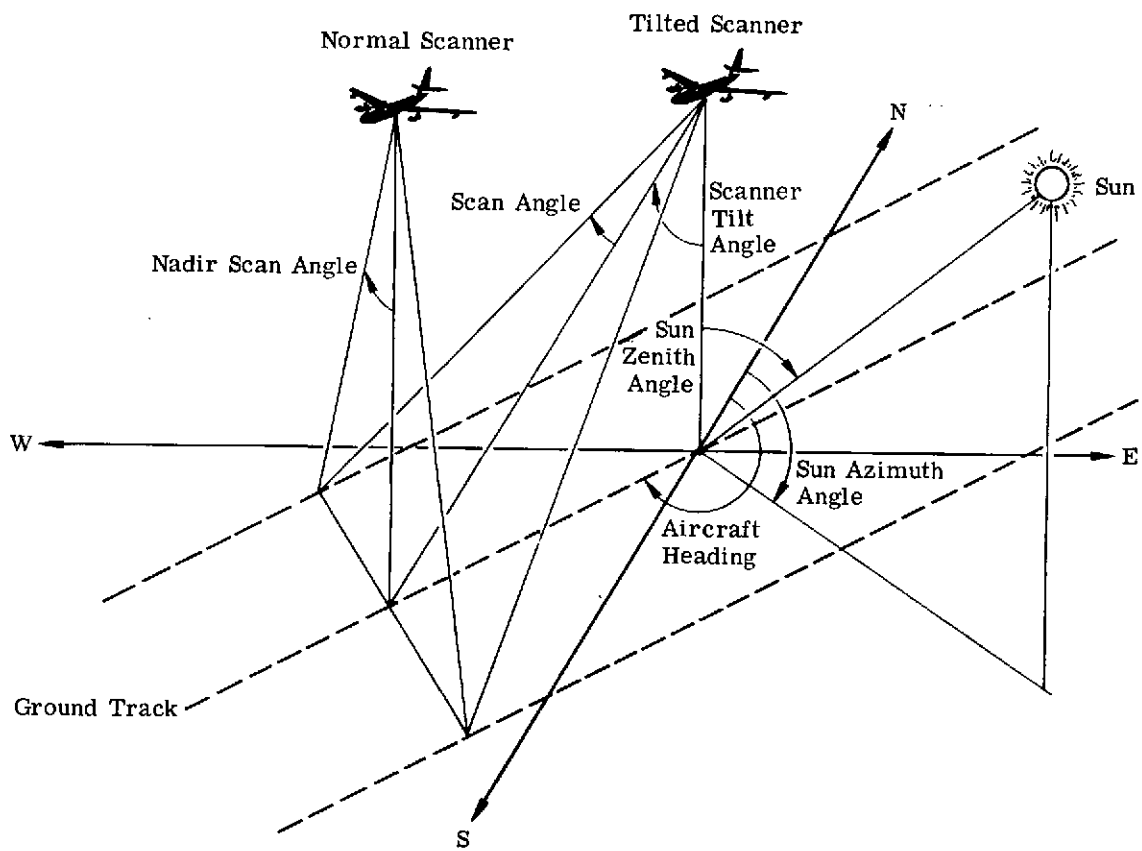 Normal Scanner
Tilted Scanner
N
Sun
Scan Angle
Scanner
Tilt
Angle
Nadir Scan Angle
Sun
Zenith
Angle
W
E
Sun Azimuth
Angle
Aircraft
Heading
Ground Track
S